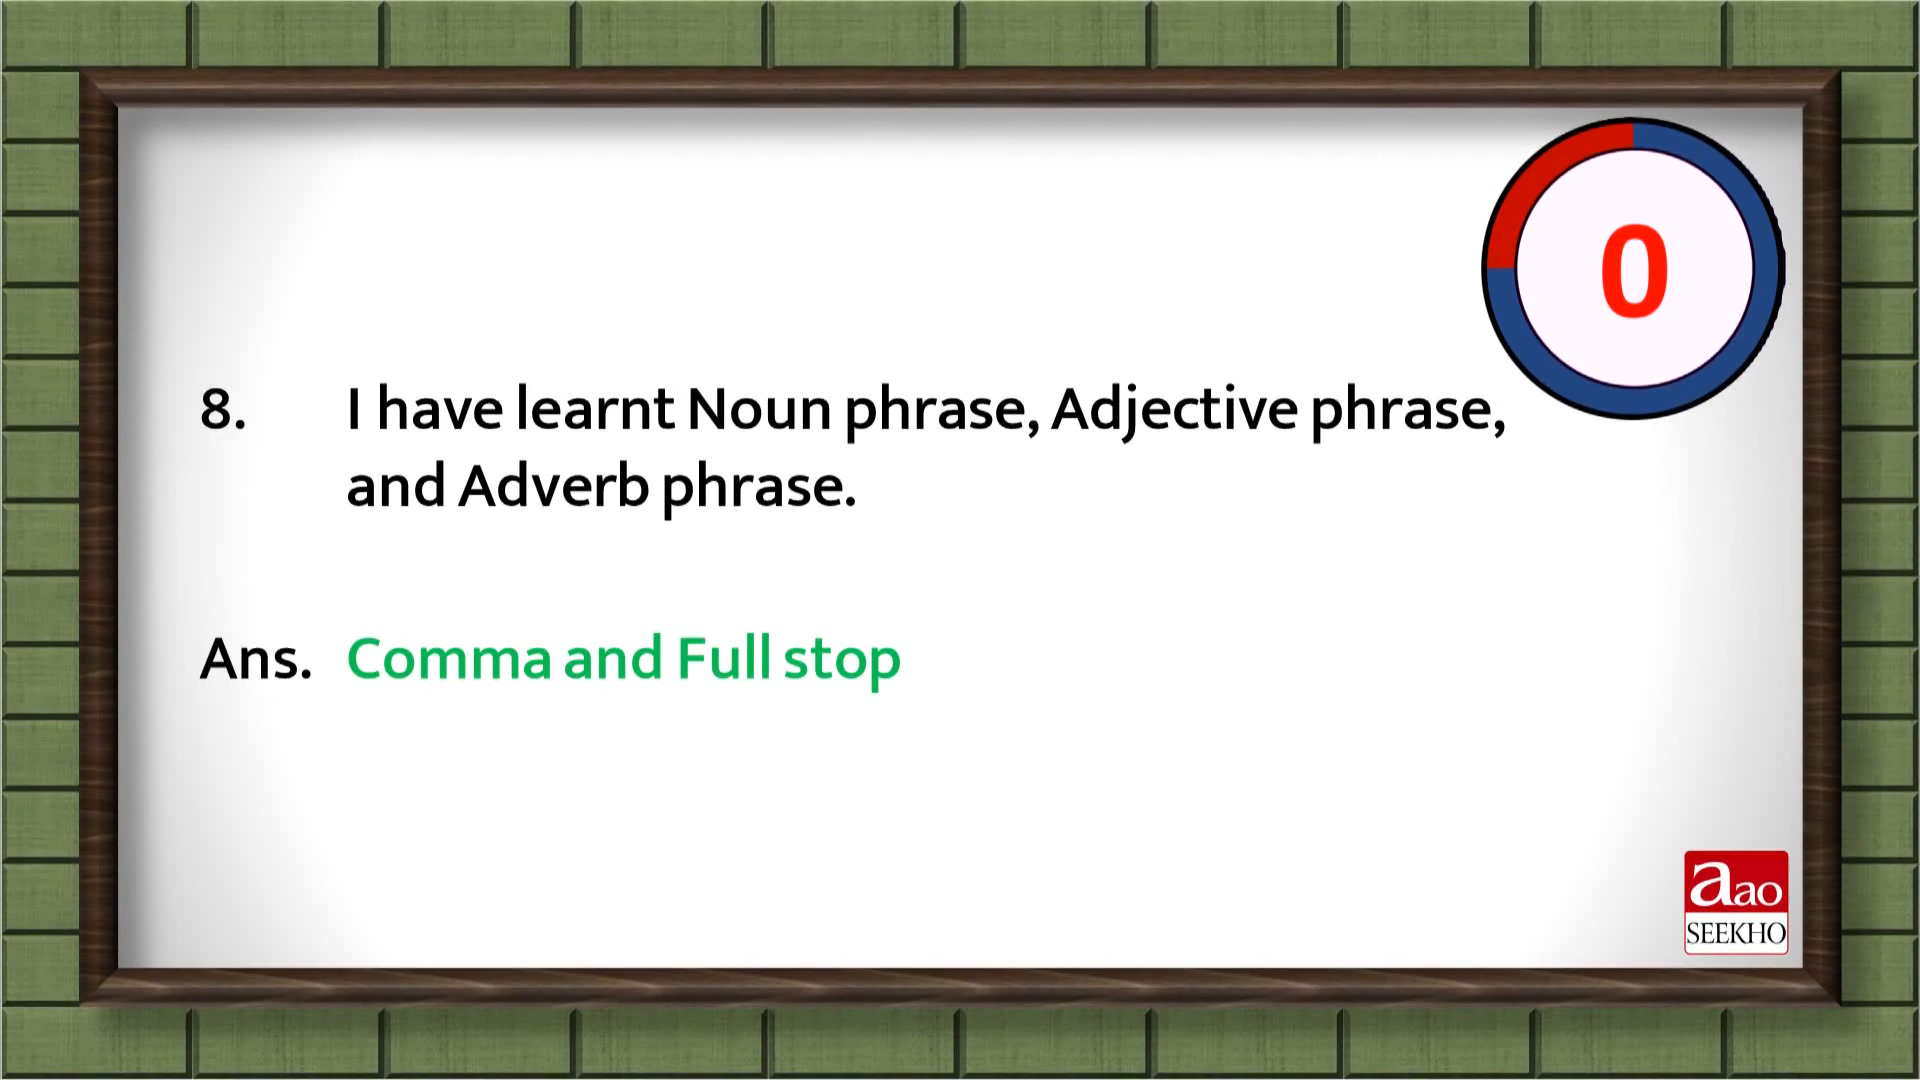 0
8. I have learnt Noun phrase, Adjective phrase,
and Adverb phrase.
Ans. Comma and Full stop
aao
SEEKHO